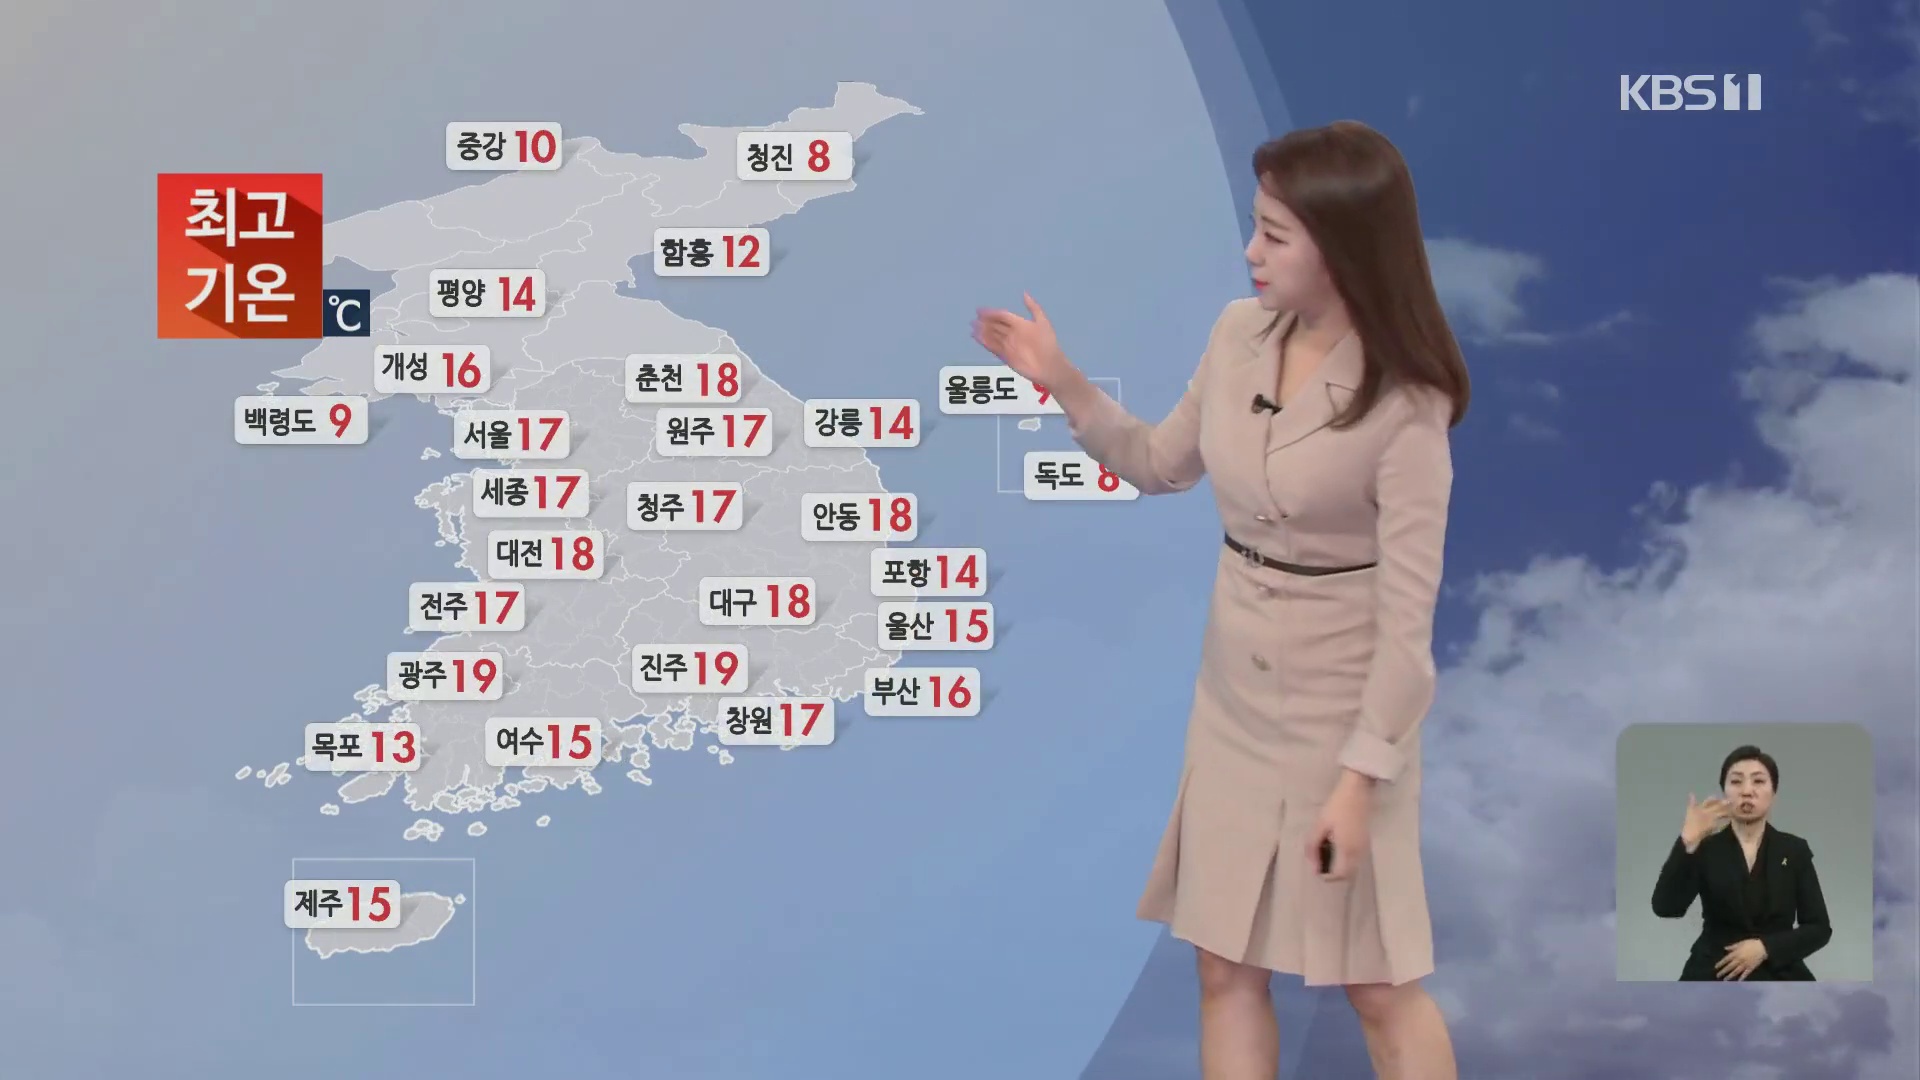 KBS 1
최고
기온
℃
중강 10
청진 8
함흥 12
평양 14
개성 16
백령도 9
춘천 18
서울 17
원주 17
강릉 14
울릉도 9
독도 8
세종 17
청주 17
안동 18
대전 18
포항 14
전주 17
대구 18
울산 15
광주 19
진주 19
부산 16
창원 17
목포 13
여수 15
제주 15